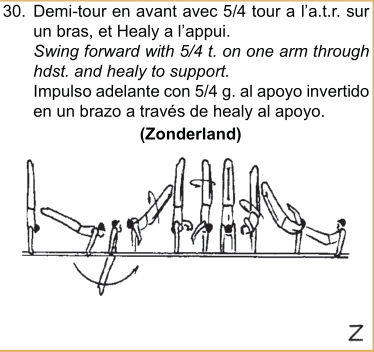 30. Demi-tour en avant avec 5/4 tour a l'a.t.r. sur
un bras, et Healy a l'appui.
Swing forward with 5/4 t. on one arm through
hdst. and healy to support.
Impulso adelante con 5/4 g. al apoyo invertido
en un brazo a través de healy al apoyo.
(Zonderland)
Z